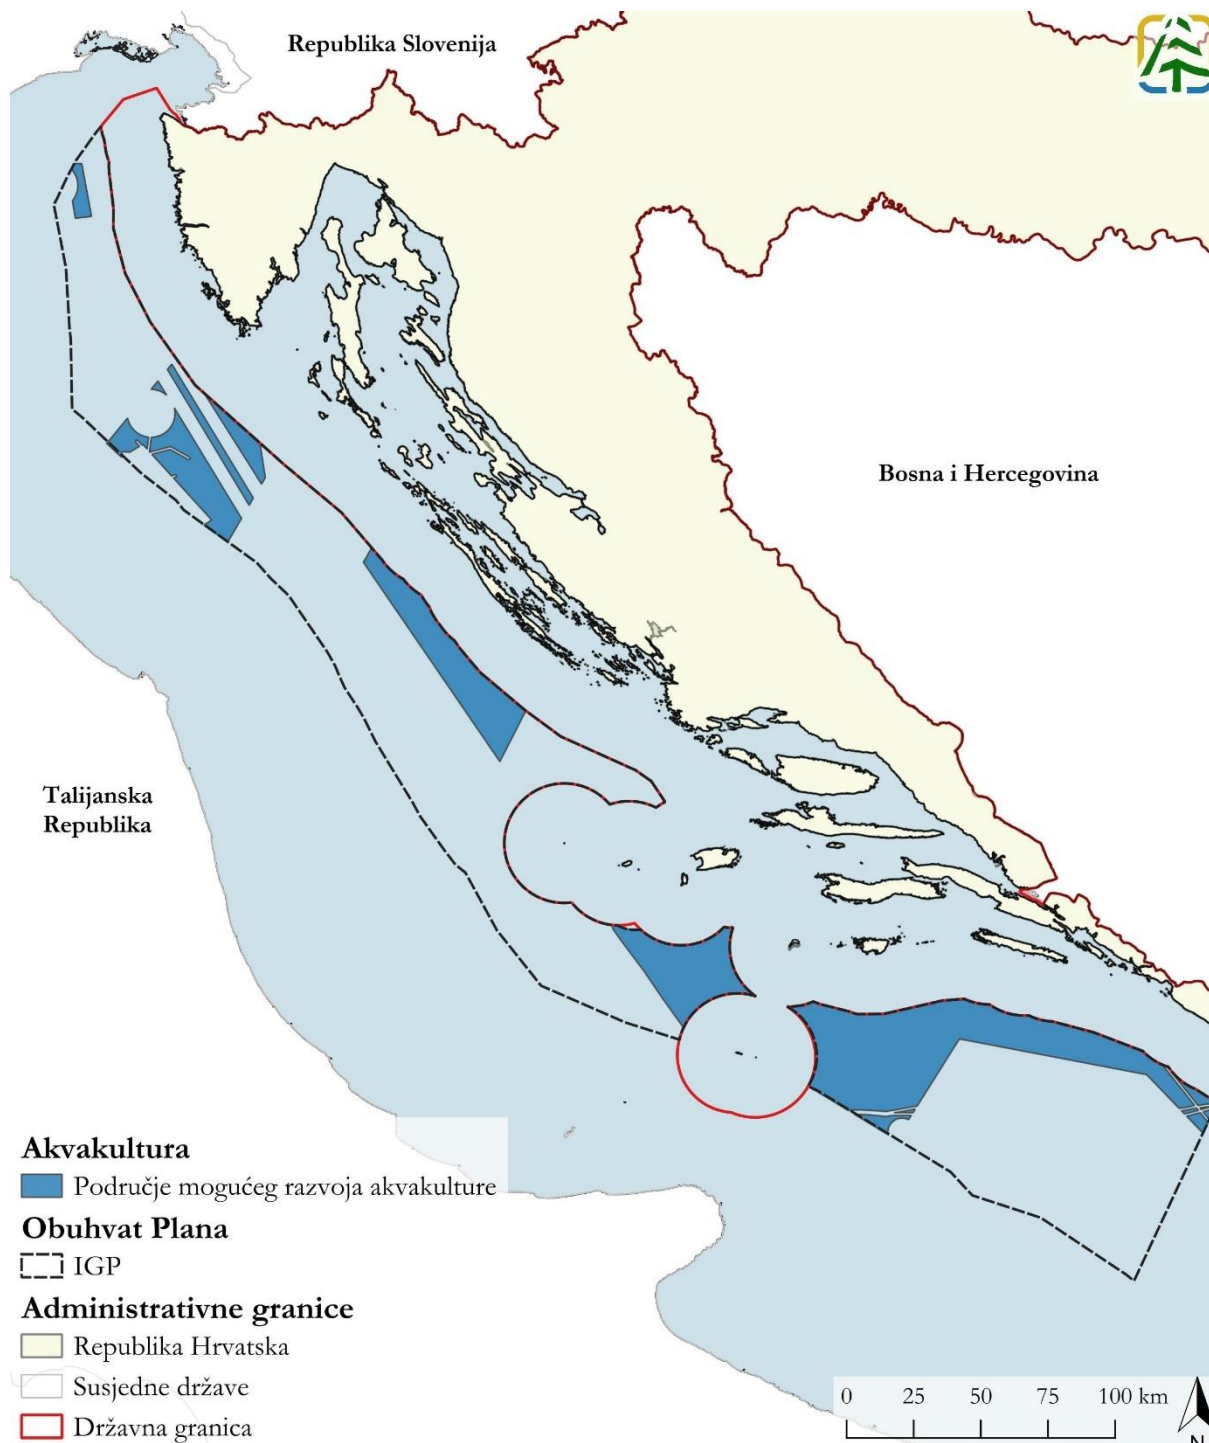 Republika Slovenija
Bosna i Hercegovina
Talijanska
Republika
Akvakultura
Područje mogućeg razvoja akvakulture
Obuhvat Plana
IGP
Administrativne granice
Republika Hrvatska
Susjedne države
Državna granica
0 25 50 75 100 km
N